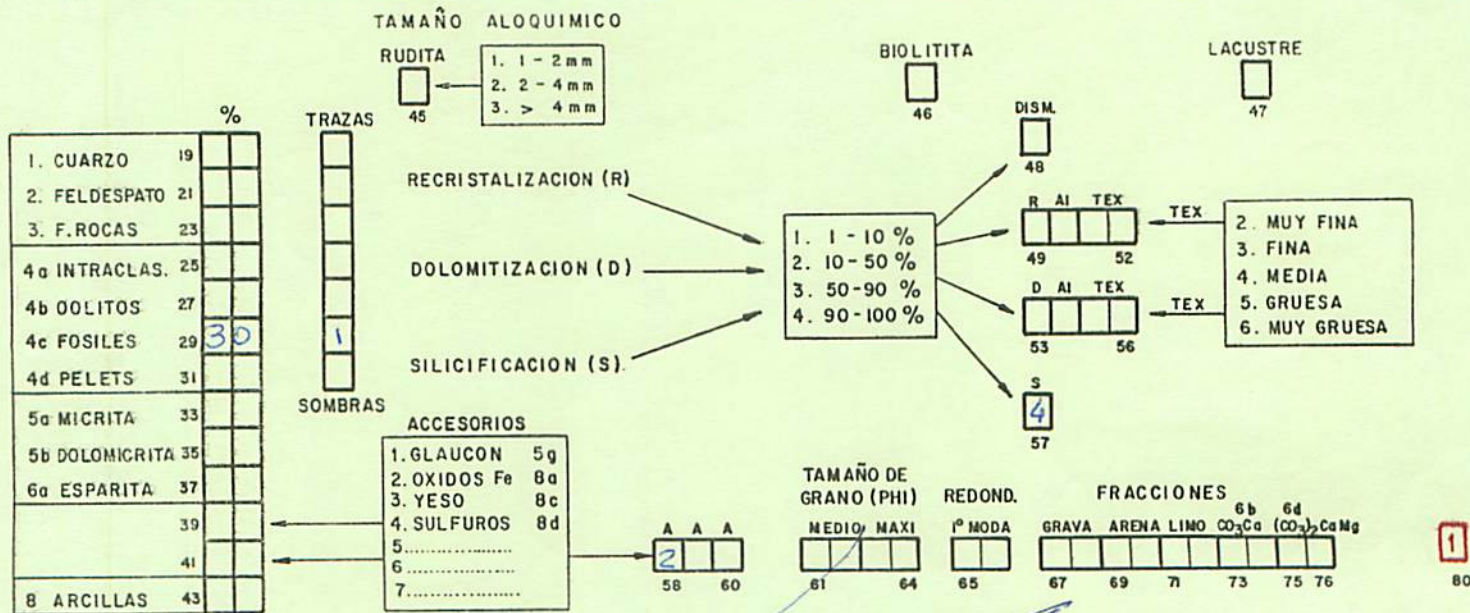 TAMAÑO ALOQUIMICO
RUDITA
45
1. 1 - 2 mm
2. 2 - 4 mm
3. > 4 mm
BIOLITITA
46
LACUSTRE
47
%
TRAZAS
DISM.
48
1. CUARZO 19
2. FELDESPATO 21
3. F. ROCAS 23
4a INTRACLAS. 25
4b OOLITOS 27
4c FOSILES 29 30 1
4d PELETS 31
5a MICRITA 33
5b DOLOMICRITA 35
6a ESPARITA 37
39
41
8 ARCILLAS 43
SOMBRAS
RECRISTALIZACION (R)
DOLOMITIZACION (D)
SILICIFICACION (S).
1. 1 - 10 %
2. 10 - 50 %
3. 50 - 90 %
4. 90 - 100 %
R AI TEX
49 52
D AI TEX
53 56
S
4
57
TEX
TEX
2. MUY FINA
3. FINA
4. MEDIA
5. GRUESA
6. MUY GRUESA
ACCESORIOS
1. GLAUCON 5g
2. OXIDOS Fe 8a
3. YESO 8c
4. SULFUROS 8d
5..................
6..................
7..................
A A A
2
58 60
TAMAÑO DE
GRANO (PHI)
MEDIO MAXI
61 64
REDOND.
1º MODA
65
FRACCIONES
6b 6d
GRAVA ARENA LIMO CO3Ca (CO3)2CaMg
67 69 71 73 75 76
1
80